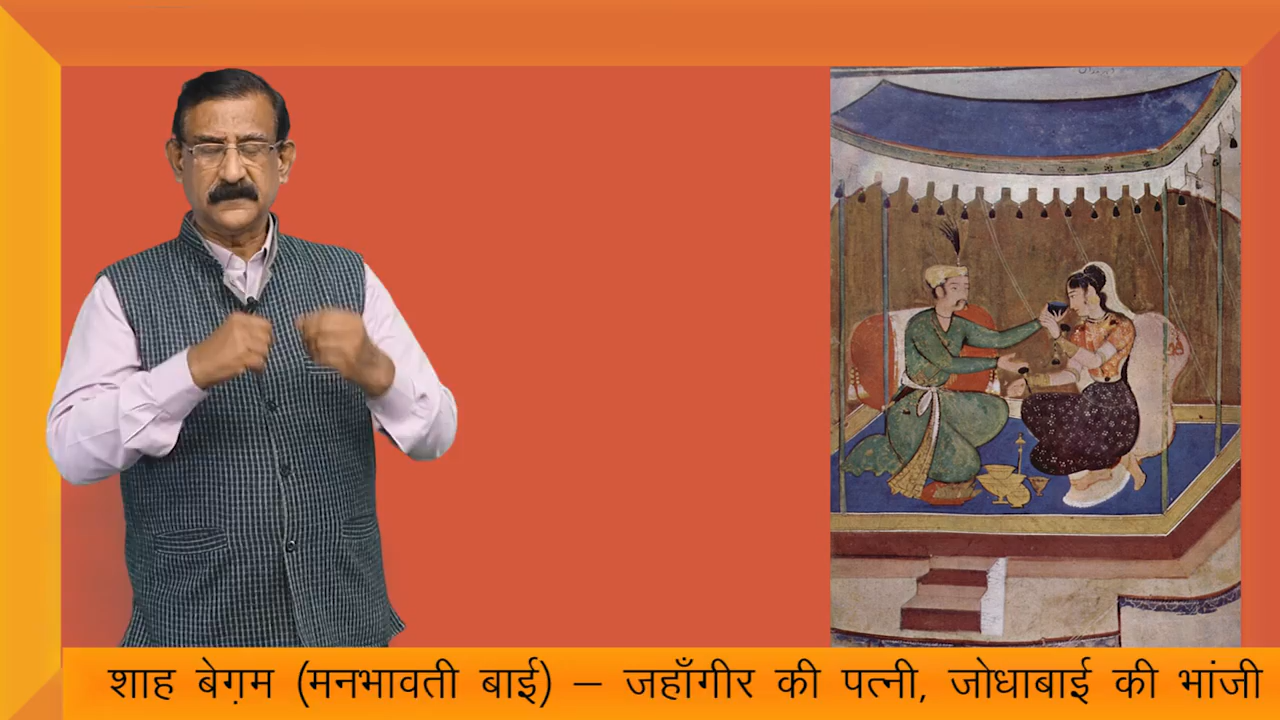 शाह बेग़म (मनभावती बाई) – जहाँगीर की पत्नी, जोधाबाई की भांजी